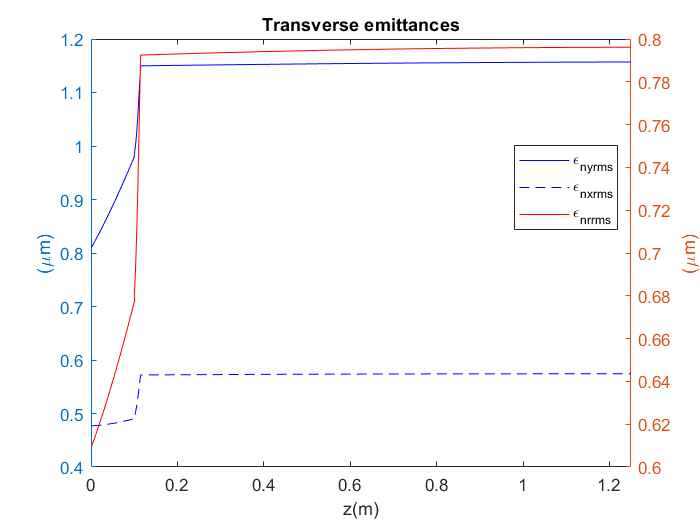 Transverse emittances
1.2
1.1
1
0.9
0.8
0.7
0.6
0.5
0.4
(μm)
0.8
0.78
0.76
0.74
0.72
0.7
0.68
0.66
0.64
0.62
0.6
(μm)
ϵnyrms
ϵnxrms
ϵnrrms
0 0.2 0.4 0.6 0.8 1 1.2
z(m)